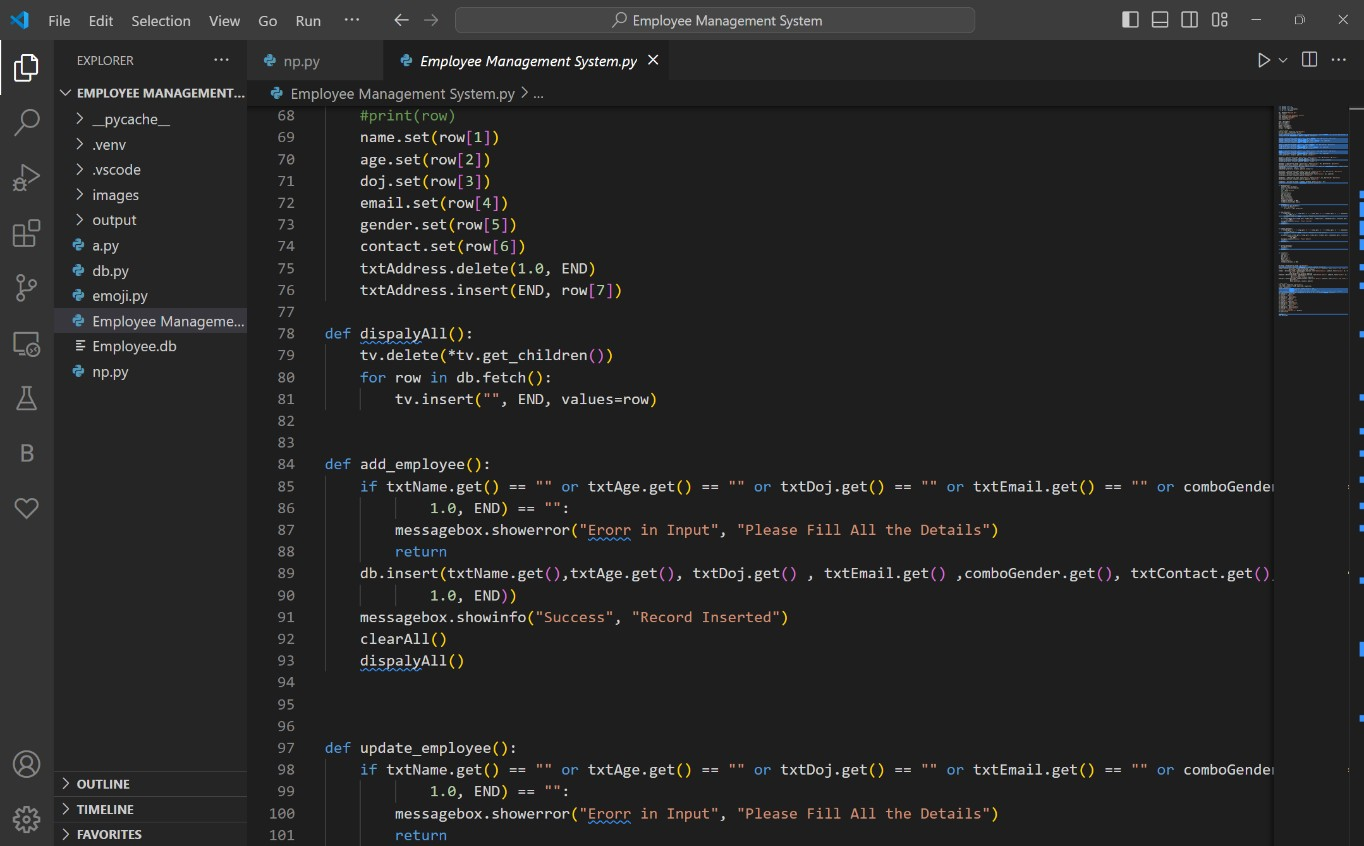 File Edit Selection View Go Run ··· Employee Management System
EXPLORER ···
EMPLOYEE MANAGEMENT...
__pycache__
.venv
.vscode
images
output
a.py
db.py
emoji.py
Employee Manageme...
Employee.db
np.py
OUTLINE
TIMELINE
FAVORITES
np.py Employee Management System.py
Employee Management System.py > ...
68 #print(row)
69 name.set(row[1])
70 age.set(row[2])
71 doj.set(row[3])
72 email.set(row[4])
73 gender.set(row[5])
74 contact.set(row[6])
75 txtAddress.delete(1.0, END)
76 txtAddress.insert(END, row[7])
77
78 def dispalyAll():
79 tv.delete(*tv.get_children())
80 for row in db.fetch():
81 tv.insert("", END, values=row)
82
83
84 def add_employee():
85 if txtName.get() == "" or txtAge.get() == "" or txtDoj.get() == "" or txtEmail.get() == "" or comboGender
86 1.0, END) == "":
87 messagebox.showerror("Erorr in Input", "Please Fill All the Details")
88 return
89 db.insert(txtName.get(),txtAge.get(), txtDoj.get() , txtEmail.get() ,comboGender.get(), txtContact.get()
90 1.0, END))
91 messagebox.showinfo("Success", "Record Inserted")
92 clearAll()
93 dispalyAll()
94
95
96
97 def update_employee():
98 if txtName.get() == "" or txtAge.get() == "" or txtDoj.get() == "" or txtEmail.get() == "" or comboGender
99 1.0, END) == "":
100 messagebox.showerror("Erorr in Input", "Please Fill All the Details")
101 return